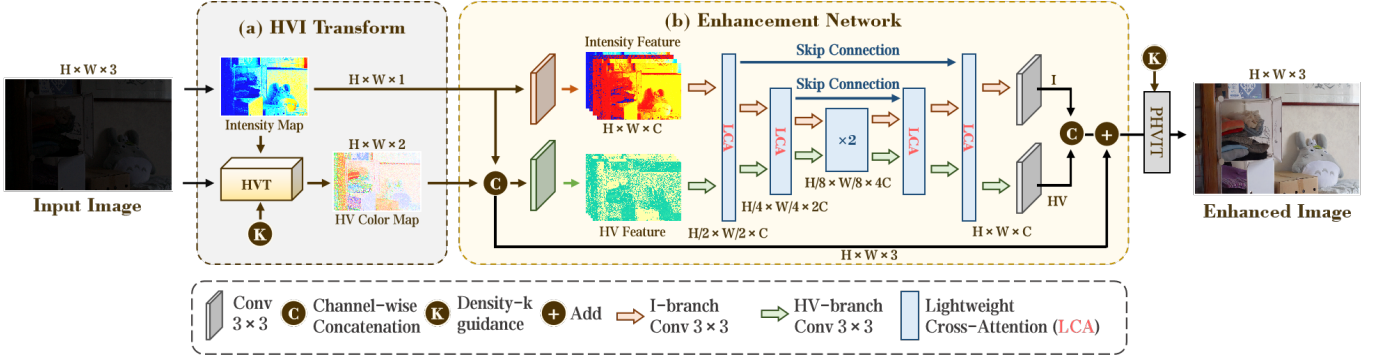 (a) HVI Transform
(b) Enhancement Network
H × W × 3
Input Image
Intensity Map
H × W × 1
HVT
K
H × W × 2
HV Color Map
C
Intensity Feature
H × W × C
HV Feature
H/2 × W/2 × C
LCA
H/4 × W/4 × 2C
LCA
Skip Connection
Skip Connection
×2
H/8 × W/8 × 4C
LCA
LCA
H × W × C
I
HV
C
+
H × W × 3
K
PHVIT
H × W × 3
Enhanced Image
Conv
3 × 3
C
Channel-wise
Concatenation
K
Density-k
guidance
+
Add
I-branch
Conv 3 × 3
HV-branch
Conv 3 × 3
Lightweight
Cross-Attention (LCA)